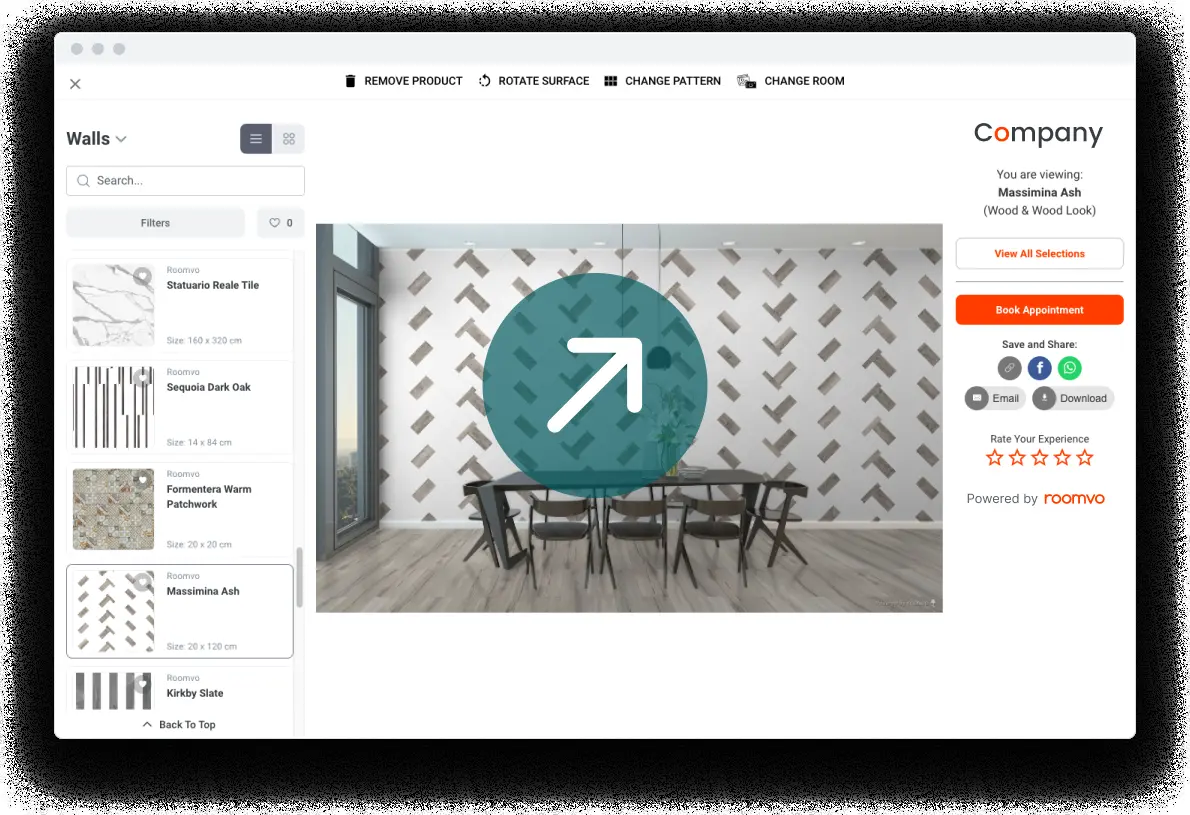 REMOVE PRODUCT
ROTATE SURFACE
CHANGE PATTERN
CHANGE ROOM
Walls
Search...
Filters
0
Roomvo
Statuario Reale Tile
Size: 160 x 320 cm
Roomvo
Sequoia Dark Oak
Size: 14 x 84 cm
Roomvo
Formentera Warm
Patchwork
Size: 20 x 20 cm
Roomvo
Massimina Ash
Size: 20 x 120 cm
Roomvo
Kirkby Slate
Back To Top
Company
You are viewing:
Massimina Ash
(Wood & Wood Look)
View All Selections
Book Appointment
Save and Share:
Email
Download
Rate Your Experience
Powered by roomvo